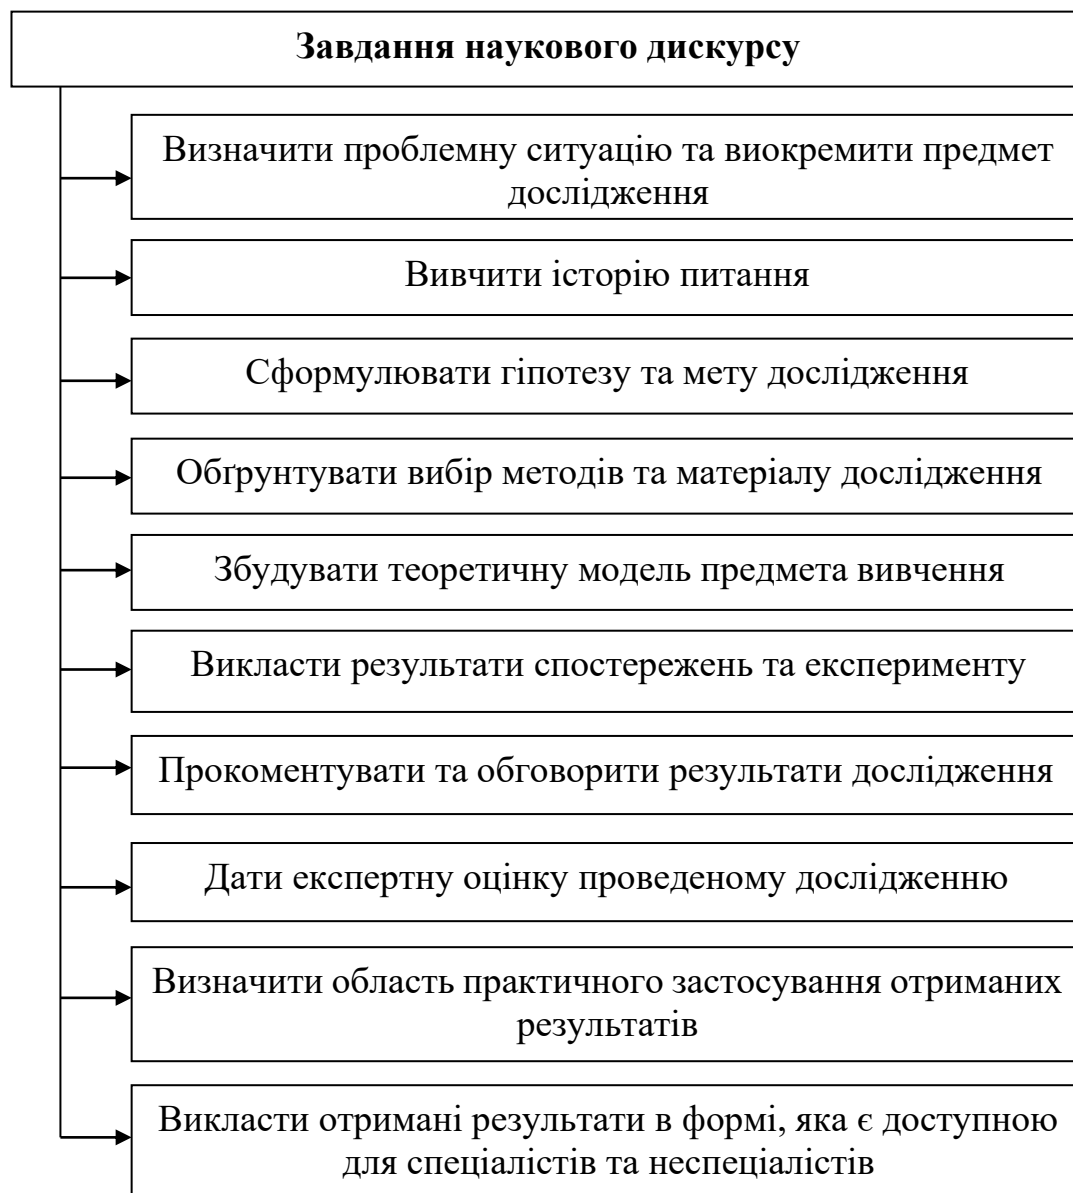 Завдання наукового дискурсу
Визначити проблемну ситуацію та виокремити предмет
дослідження
Вивчити історію питання
Сформулювати гіпотезу та мету дослідження
Обґрунтувати вибір методів та матеріалу дослідження
Збудувати теоретичну модель предмета вивчення
Викласти результати спостережень та експерименту
Прокоментувати та обговорити результати дослідження
Дати експертну оцінку проведеному дослідженню
Визначити область практичного застосування отриманих
результатів
Викласти отримані результати в формі, яка є доступною
для спеціалістів та неспеціалістів